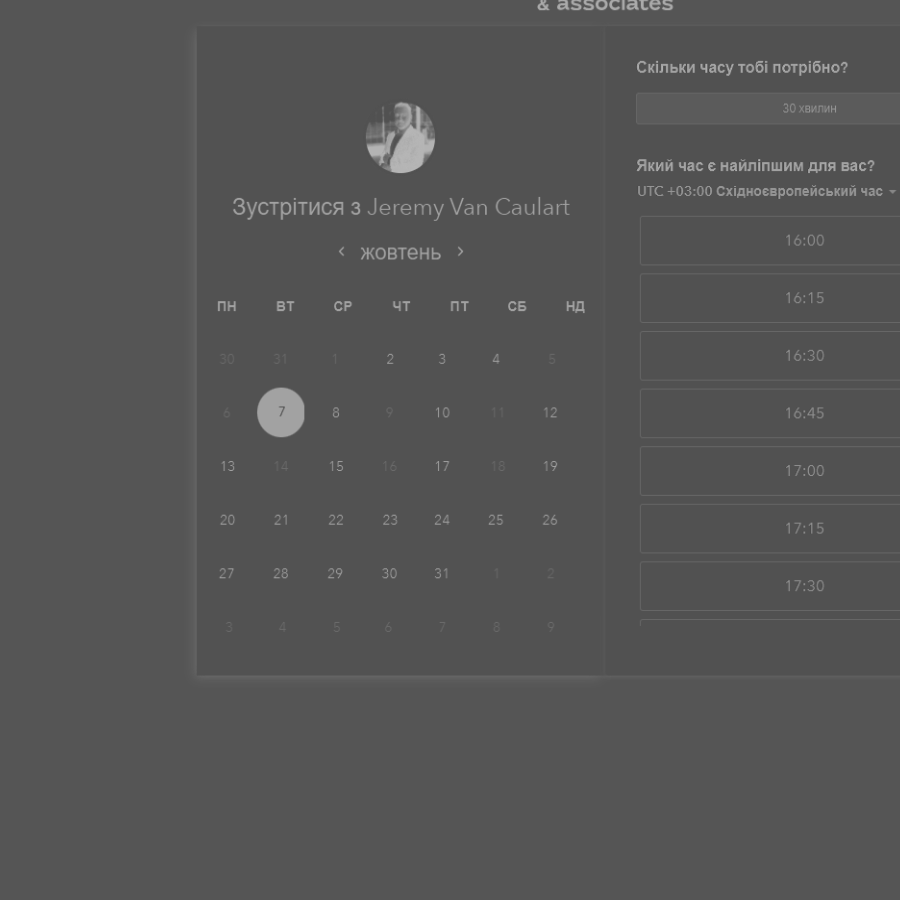 & associates
Зустрітися з Jeremy Van Caulart
жовтень
ПН ВТ СР ЧТ ПТ СБ НД
30 31 1 2 3 4 5
6 7 8 9 10 11 12
13 14 15 16 17 18 19
20 21 22 23 24 25 26
27 28 29 30 31 1 2
3 4 5 6 7 8 9
Скільки часу тобі потрібно?
30 хвилин
Який час є найліпшим для вас?
UTC +03:00 Східноєвропейський час
16:00
16:15
16:30
16:45
17:00
17:15
17:30